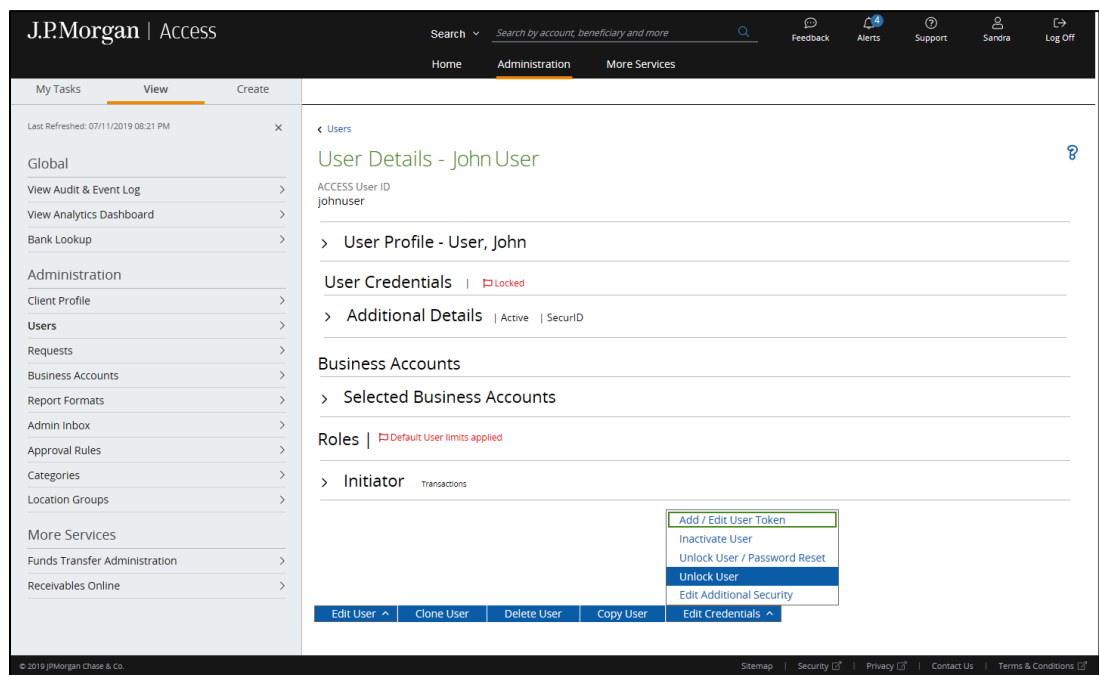 J.P.Morgan | Access
Search
Search by account, beneficiary and more
Feedback
4
Alerts
Support
Sandra
Log Off
Home
Administration
More Services
My Tasks
View
Create
Last Refreshed: 07/11/2019 08:21 PM
Global
View Audit & Event Log
View Analytics Dashboard
Bank Lookup
Administration
Client Profile
Users
Requests
Business Accounts
Report Formats
Admin Inbox
Approval Rules
Categories
Location Groups
More Services
Funds Transfer Administration
Receivables Online
Users
User Details - John User
ACCESS User ID
johnuser
User Profile - User, John
User Credentials | Locked
Additional Details | Active | SecurID
Business Accounts
Selected Business Accounts
Roles | Default User limits applied
Initiator Transactions
Add / Edit User Token
Inactivate User
Unlock User / Password Reset
Unlock User
Edit Additional Security
Edit User
Clone User
Delete User
Copy User
Edit Credentials
© 2019 JPMorgan Chase & Co.
Sitemap | Security | Privacy | Contact Us | Terms & Conditions